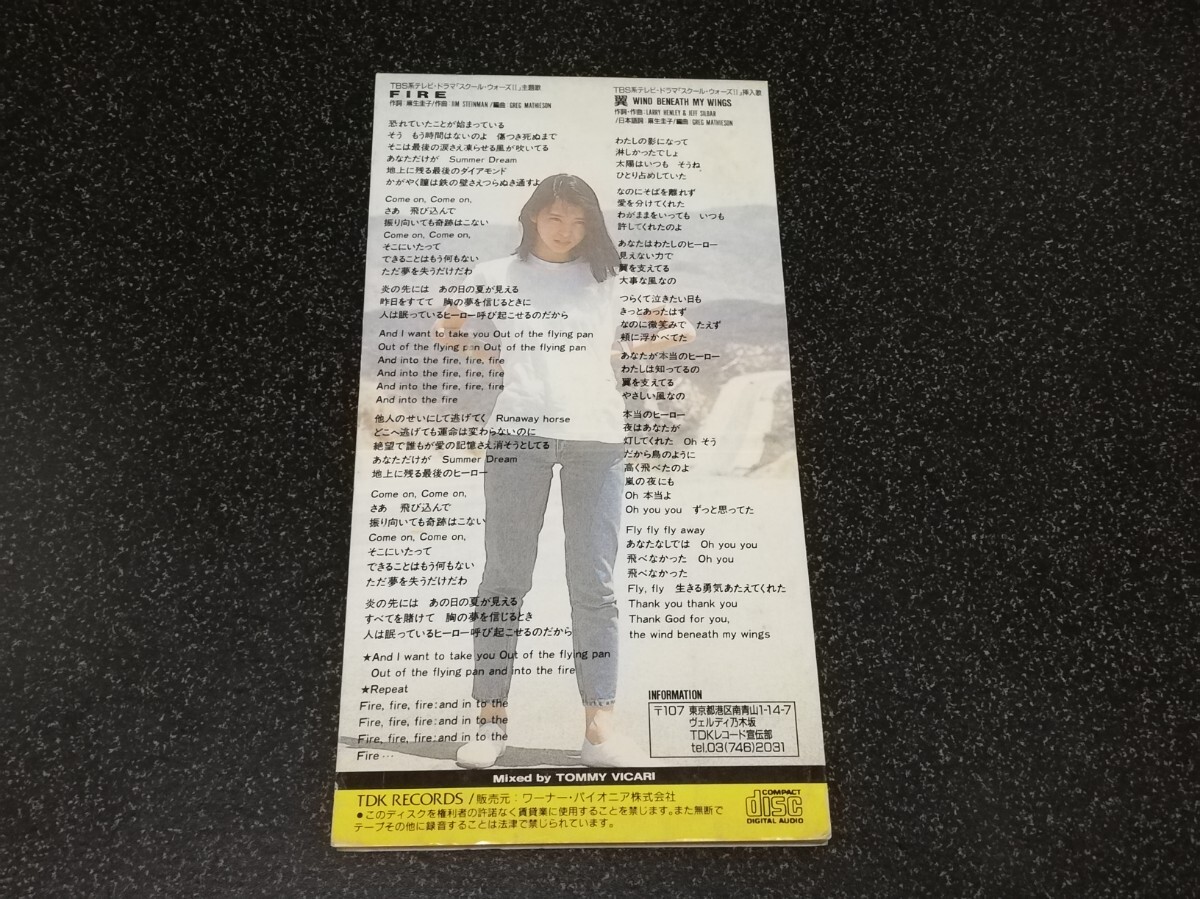 TBS系テレビ・ドラマ「スクール・ウォーズII」主題歌
FIRE
作詞 麻生圭子/作曲 JIM STEINMAN/編曲 GREG MATHIESON
恐れていたことが始まっている
そう もう時間はないのよ 傷つき死ぬまで
そこは最後の涙さえ凍らせる風が吹いてる
あなただけが Summer Dream
地上に残る最後のダイアモンド
かがやく瞳は鉄の壁さえつらぬき通すよ
Come on, Come on,
さあ 飛び込んで
振り向いても奇跡はこない
Come on, Come on,
そこにいたって
できることはもう何もない
ただ夢を失うだけだわ
炎の先には あの日の夏が見える
昨日をすてて 胸の夢を信じるときに
人は眠っているヒーロー呼び起こせるのだから
And I want to take you Out of the flying pan
Out of the flying pan Out of the flying pan
And into the fire, fire, fire
And into the fire, fire, fire
And into the fire, fire, fire
And into the fire
他人のせいにして逃げてく Runaway horse
どこへ逃げても運命は変わらないのに
絶望で誰もが愛の記憶さえ消そうとしてる
あなただけが Summer Dream
地上に残る最後のヒーロー
Come on, Come on,
さあ 飛び込んで
振り向いても奇跡はこない
Come on, Come on,
そこにいたって
できることはもう何もない
ただ夢を失うだけだわ
炎の先には あの日の夏が見える
すべてを賭けて 胸の夢を信じるとき
人は眠っているヒーロー呼び起こせるのだから
★And I want to take you Out of the flying pan
Out of the flying pan and into the fire
★Repeat
Fire, fire, fire: and in to the
Fire, fire, fire: and in to the
Fire, fire, fire: and in to the
Fire…
TBS系テレビ・ドラマ「スクール・ウォーズII」挿入歌
翼 WIND BENEATH MY WINGS
作詞・作曲: LARRY HENLEY & JEFF SILBAR
/日本語詞 麻生圭子/編曲 GREG MATHIESON
わたしの影になって
淋しかったでしょ
太陽はいつも そうね
ひとり占めしていた
なのにそばを離れず
愛を分けてくれた
わがままをいっても いつも
許してくれたのよ
あなたはわたしのヒーロー
見えない力で
翼を支えてる
大事な風なの
つらくて泣きたい日も
きっとあったはず
なのに微笑みで たえず
頬に浮かべてた
あなたが本当のヒーロー
わたしは知ってるの
翼を支えてる
やさしい風なの
本当のヒーロー
夜はあなたが
灯してくれた Oh そう
だから鳥のように
高く飛べたのよ
嵐の夜にも
Oh 本当よ
Oh you you ずっと思ってた
Fly fly fly away
あなたなしでは Oh you you
飛べなかった Oh you
飛べなかった
Fly, fly 生きる勇気あたえてくれた
Thank you thank you
Thank God for you,
the wind beneath my wings
INFORMATION
〒107 東京都港区南青山1-14-7
ヴェルディ乃木坂
TDKレコード宣伝部
tel.03(746)2031
Mixed by TOMMY VICARI
TDK RECORDS / 販売元: ワーナー・パイオニア株式会社
●このディスクを権利者の許諾なく賃貸業に使用することを禁じます。また無断で
テープその他に録音することは法律で禁じられています。
COMPACT
disc
DIGITAL AUDIO